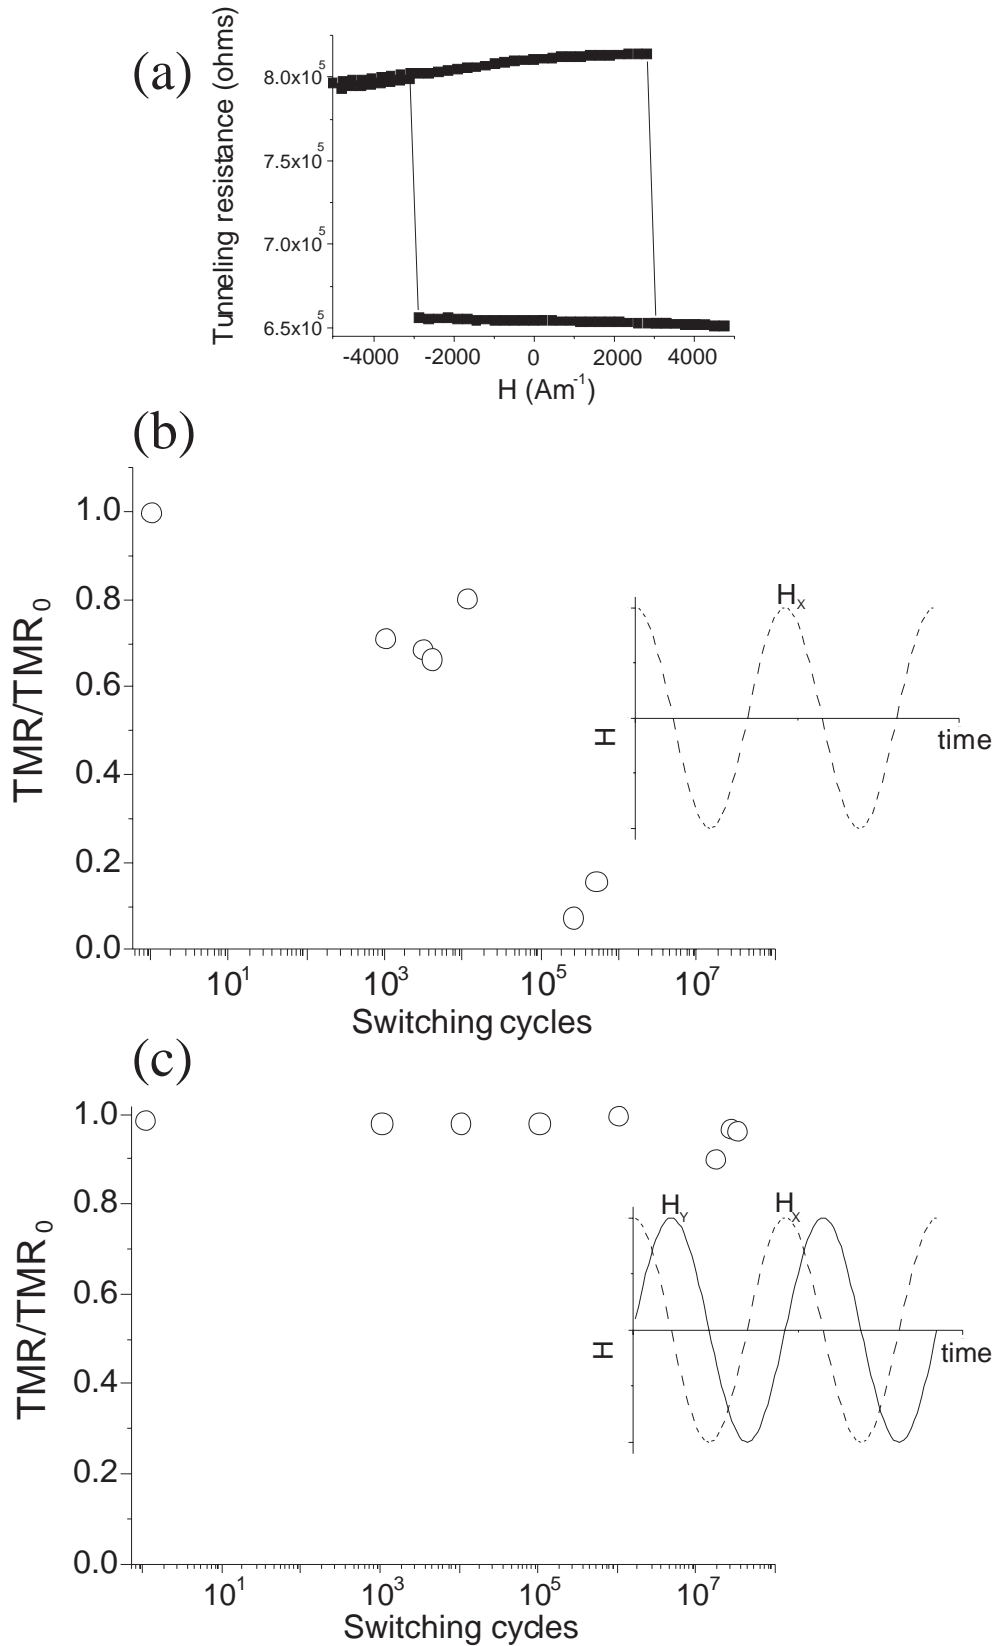 (a)
Tunneling resistance (ohms)
8.0x10^5
7.5x10^5
7.0x10^5
6.5x10^5
-4000 -2000 0 2000 4000
H (Am^-1)
(b)
TMR/TMR_0
1.0
0.8
0.6
0.4
0.2
0.0
10^1 10^3 10^5 10^7
Switching cycles
H_X
H
time
(c)
TMR/TMR_0
1.0
0.8
0.6
0.4
0.2
0.0
10^1 10^3 10^5 10^7
Switching cycles
H_Y H_X
H
time